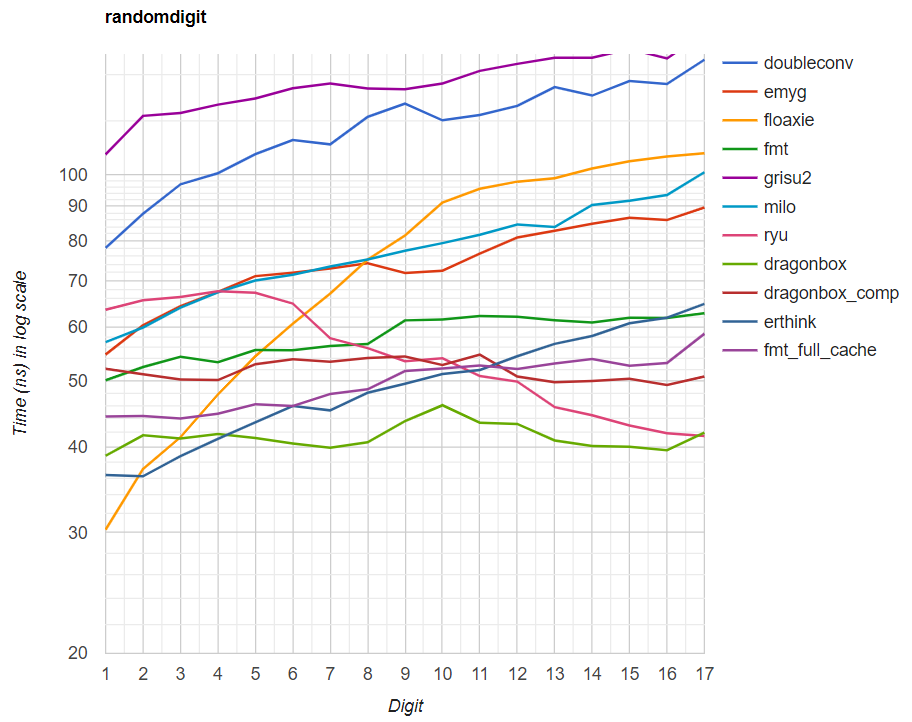 randomdigit
doubleconv
emyg
floaxie
fmt
grisu2
milo
ryu
dragonbox
dragonbox_comp
erthink
fmt_full_cache
Time (ns) in log scale
100
90
80
70
60
50
40
30
20
1 2 3 4 5 6 7 8 9 10 11 12 13 14 15 16 17
Digit